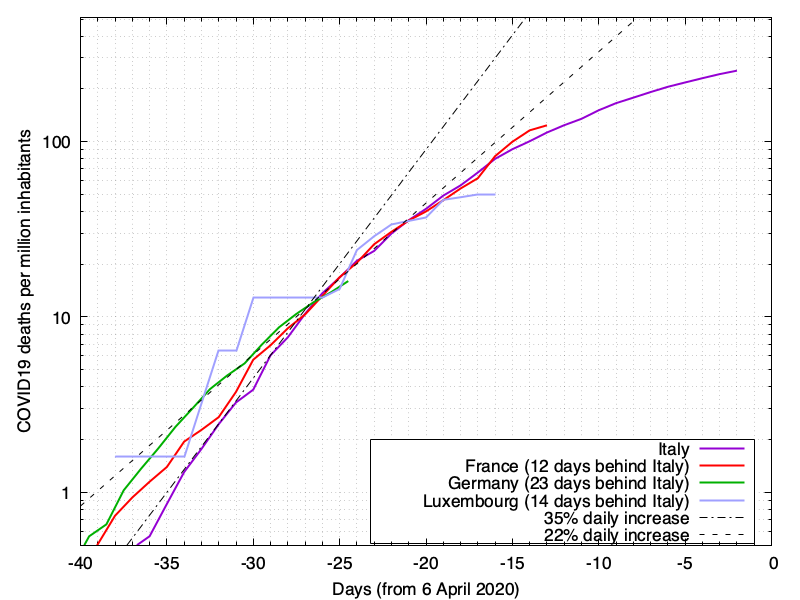 COVID19 deaths per million inhabitants
100
10
1
Italy
France (12 days behind Italy)
Germany (23 days behind Italy)
Luxembourg (14 days behind Italy)
35% daily increase
22% daily increase
-40 -35 -30 -25 -20 -15 -10 -5 0
Days (from 6 April 2020)